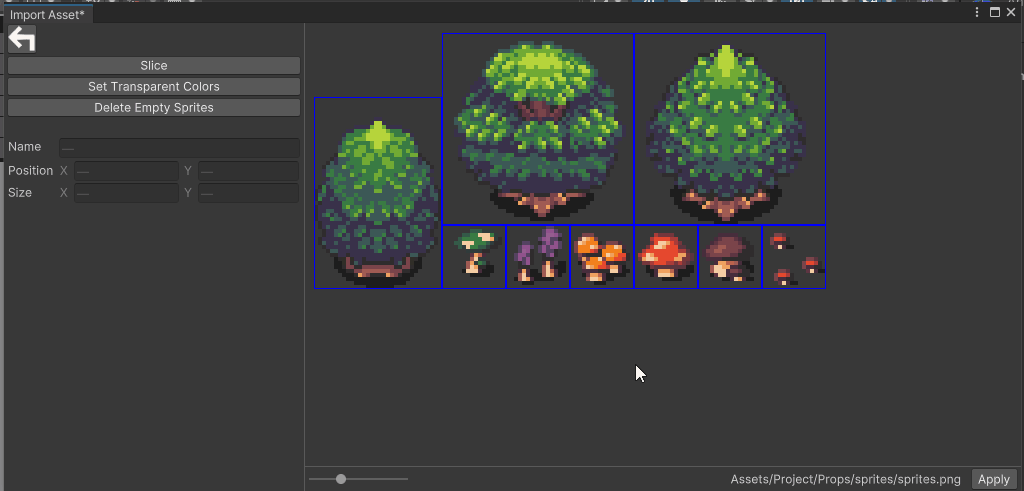 Import Asset*
Slice
Set Transparent Colors
Delete Empty Sprites
Name —
Position X — Y —
Size X — Y —
Assets/Project/Props/sprites/sprites.png Apply